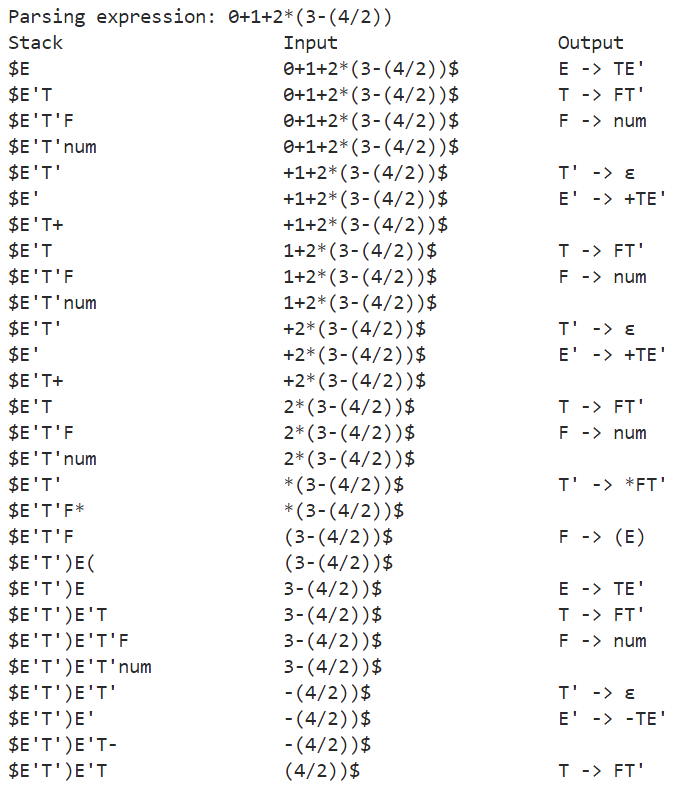 Parsing expression: 0+1+2*(3-(4/2))
Stack Input Output
$E 0+1+2*(3-(4/2))$ E -> TE'
$E'T 0+1+2*(3-(4/2))$ T -> FT'
$E'T'F 0+1+2*(3-(4/2))$ F -> num
$E'T'num 0+1+2*(3-(4/2))$
$E'T' +1+2*(3-(4/2))$ T' -> ε
$E' +1+2*(3-(4/2))$ E' -> +TE'
$E'T+ +1+2*(3-(4/2))$
$E'T 1+2*(3-(4/2))$ T -> FT'
$E'T'F 1+2*(3-(4/2))$ F -> num
$E'T'num 1+2*(3-(4/2))$
$E'T' +2*(3-(4/2))$ T' -> ε
$E' +2*(3-(4/2))$ E' -> +TE'
$E'T+ +2*(3-(4/2))$
$E'T 2*(3-(4/2))$ T -> FT'
$E'T'F 2*(3-(4/2))$ F -> num
$E'T'num 2*(3-(4/2))$
$E'T' *(3-(4/2))$ T' -> *FT'
$E'T'F* *(3-(4/2))$
$E'T'F (3-(4/2))$ F -> (E)
$E'T')E( (3-(4/2))$
$E'T')E 3-(4/2))$ E -> TE'
$E'T')E'T 3-(4/2))$ T -> FT'
$E'T')E'T'F 3-(4/2))$ F -> num
$E'T')E'T'num 3-(4/2))$
$E'T')E'T' -(4/2))$ T' -> ε
$E'T')E' -(4/2))$ E' -> -TE'
$E'T')E'T- -(4/2))$
$E'T')E'T (4/2))$ T -> FT'